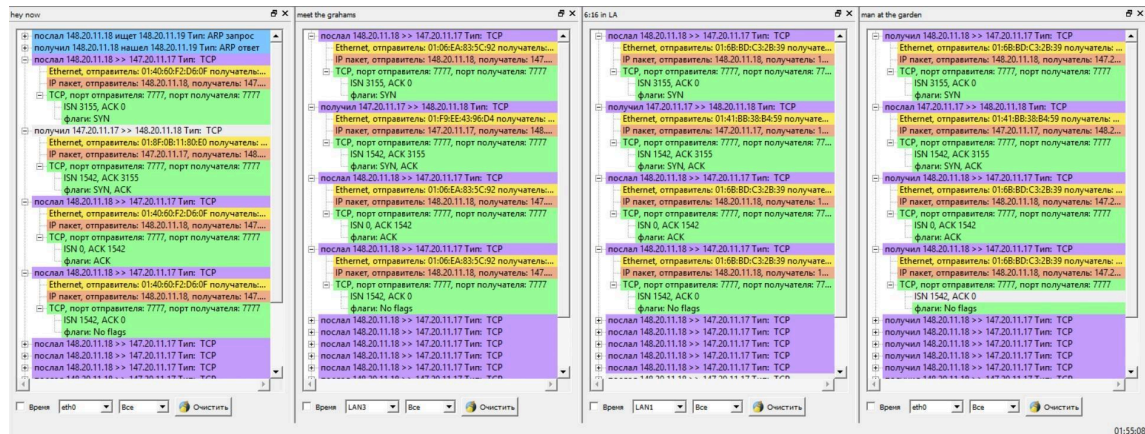 hey now
послал 148.20.11.18 ищет 148.20.11.19 Тип: ARP запрос
получил 148.20.11.18 нашел 148.20.11.19 Тип: ARP ответ
послал 148.20.11.18 >> 147.20.11.17 Тип: TCP
Ethernet, отправитель: 01:40:60:F2:D6:0F получатель:...
IP пакет, отправитель: 148.20.11.18, получатель: 147....
TCP, порт отправителя: 7777, порт получателя: 7777
ISN 3155, ACK 0
флаги: SYN
получил 147.20.11.17 >> 148.20.11.18 Тип: TCP
Ethernet, отправитель: 01:8F:0B:11:80:E0 получатель:...
IP пакет, отправитель: 147.20.11.17, получатель: 148....
TCP, порт отправителя: 7777, порт получателя: 7777
ISN 1542, ACK 3155
флаги: SYN, ACK
послал 148.20.11.18 >> 147.20.11.17 Тип: TCP
Ethernet, отправитель: 01:40:60:F2:D6:0F получатель:...
IP пакет, отправитель: 148.20.11.18, получатель: 147....
TCP, порт отправителя: 7777, порт получателя: 7777
ISN 0, ACK 1542
флаги: ACK
послал 148.20.11.18 >> 147.20.11.17 Тип: TCP
Ethernet, отправитель: 01:40:60:F2:D6:0F получатель:...
IP пакет, отправитель: 148.20.11.18, получатель: 147....
TCP, порт отправителя: 7777, порт получателя: 7777
ISN 1542, ACK 0
флаги: No flags
послал 148.20.11.18 >> 147.20.11.17 Тип: TCP
послал 148.20.11.18 >> 147.20.11.17 Тип: TCP
послал 148.20.11.18 >> 147.20.11.17 Тип: TCP
Время eth0 Все Очистить
meet the grahams
послал 148.20.11.18 >> 147.20.11.17 Тип: TCP
Ethernet, отправитель: 01:06:EA:83:5C:92 получатель:...
IP пакет, отправитель: 148.20.11.18, получатель: 147....
TCP, порт отправителя: 7777, порт получателя: 7777
ISN 3155, ACK 0
флаги: SYN
получил 147.20.11.17 >> 148.20.11.18 Тип: TCP
Ethernet, отправитель: 01:F9:EE:43:96:D4 получатель: ...
IP пакет, отправитель: 147.20.11.17, получатель: 148....
TCP, порт отправителя: 7777, порт получателя: 7777
ISN 1542, ACK 3155
флаги: SYN, ACK
послал 148.20.11.18 >> 147.20.11.17 Тип: TCP
Ethernet, отправитель: 01:06:EA:83:5C:92 получатель:...
IP пакет, отправитель: 148.20.11.18, получатель: 147....
TCP, порт отправителя: 7777, порт получателя: 7777
ISN 0, ACK 1542
флаги: ACK
послал 148.20.11.18 >> 147.20.11.17 Тип: TCP
Ethernet, отправитель: 01:06:EA:83:5C:92 получатель:...
IP пакет, отправитель: 148.20.11.18, получатель: 147....
TCP, порт отправителя: 7777, порт получателя: 7777
ISN 1542, ACK 0
флаги: No flags
послал 148.20.11.18 >> 147.20.11.17 Тип: TCP
послал 148.20.11.18 >> 147.20.11.17 Тип: TCP
послал 148.20.11.18 >> 147.20.11.17 Тип: TCP
послал 148.20.11.18 >> 147.20.11.17 Тип: TCP
Время LAN3 Все Очистить
6:16 in LA
послал 148.20.11.18 >> 147.20.11.17 Тип: TCP
Ethernet, отправитель: 01:6B:BD:C3:2B:39 получате...
IP пакет, отправитель: 148.20.11.18, получатель: 1...
TCP, порт отправителя: 7777, порт получателя: 77...
ISN 3155, ACK 0
флаги: SYN
получил 147.20.11.17 >> 148.20.11.18 Тип: TCP
Ethernet, отправитель: 01:41:BB:38:B4:59 получате...
IP пакет, отправитель: 147.20.11.17, получатель: 1...
TCP, порт отправителя: 7777, порт получателя: 77...
ISN 1542, ACK 3155
флаги: SYN, ACK
послал 148.20.11.18 >> 147.20.11.17 Тип: TCP
Ethernet, отправитель: 01:6B:BD:C3:2B:39 получате...
IP пакет, отправитель: 148.20.11.18, получатель: 1...
TCP, порт отправителя: 7777, порт получателя: 77...
ISN 0, ACK 1542
флаги: ACK
послал 148.20.11.18 >> 147.20.11.17 Тип: TCP
Ethernet, отправитель: 01:6B:BD:C3:2B:39 получате...
IP пакет, отправитель: 148.20.11.18, получатель: 1...
TCP, порт отправителя: 7777, порт получателя: 77...
ISN 1542, ACK 0
флаги: No flags
послал 148.20.11.18 >> 147.20.11.17 Тип: TCP
послал 148.20.11.18 >> 147.20.11.17 Тип: TCP
послал 148.20.11.18 >> 147.20.11.17 Тип: TCP
послал 148.20.11.18 >> 147.20.11.17 Тип: TCP
Время LAN1 Все Очистить
man at the garden
получил 148.20.11.18 >> 147.20.11.17 Тип: TCP
Ethernet, отправитель: 01:6B:BD:C3:2B:39 получатель: ...
IP пакет, отправитель: 148.20.11.18, получатель: 147.2...
TCP, порт отправителя: 7777, порт получателя: 7777
ISN 3155, ACK 0
флаги: SYN
послал 147.20.11.17 >> 148.20.11.18 Тип: TCP
Ethernet, отправитель: 01:41:BB:38:B4:59 получатель: ...
IP пакет, отправитель: 147.20.11.17, получатель: 148.2...
TCP, порт отправителя: 7777, порт получателя: 7777
ISN 1542, ACK 3155
флаги: SYN, ACK
получил 148.20.11.18 >> 147.20.11.17 Тип: TCP
Ethernet, отправитель: 01:6B:BD:C3:2B:39 получатель: ...
IP пакет, отправитель: 148.20.11.18, получатель: 147.2...
TCP, порт отправителя: 7777, порт получателя: 7777
ISN 0, ACK 1542
флаги: ACK
получил 148.20.11.18 >> 147.20.11.17 Тип: TCP
Ethernet, отправитель: 01:6B:BD:C3:2B:39 получатель: ...
IP пакет, отправитель: 148.20.11.18, получатель: 147.2...
TCP, порт отправителя: 7777, порт получателя: 7777
ISN 1542, ACK 0
флаги: No flags
получил 148.20.11.18 >> 147.20.11.17 Тип: TCP
получил 148.20.11.18 >> 147.20.11.17 Тип: TCP
получил 148.20.11.18 >> 147.20.11.17 Тип: TCP
получил 148.20.11.18 >> 147.20.11.17 Тип: TCP
Время eth0 Все Очистить
01:55:08